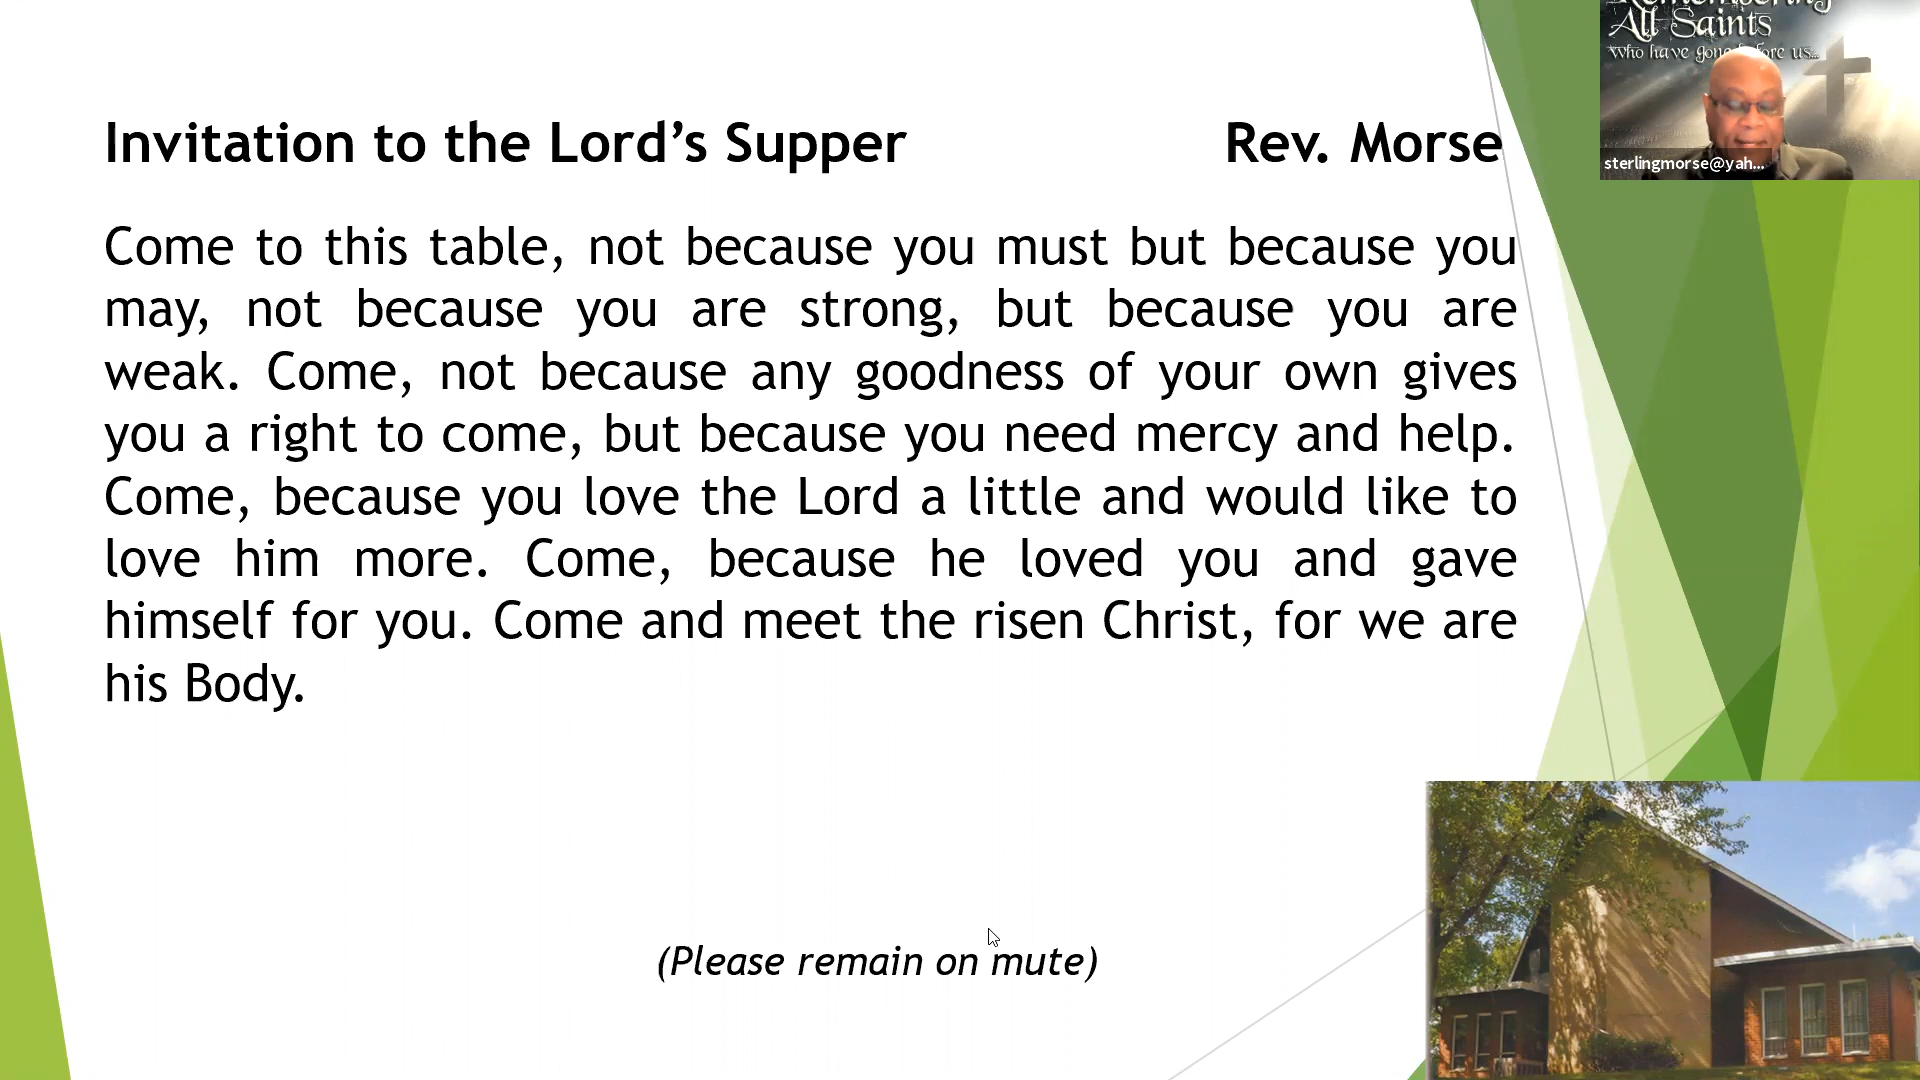 Invitation to the Lord’s Supper Rev. Morse
Come to this table, not because you must but because you
may, not because you are strong, but because you are
weak. Come, not because any goodness of your own gives
you a right to come, but because you need mercy and help.
Come, because you love the Lord a little and would like to
love him more. Come, because he loved you and gave
himself for you. Come and meet the risen Christ, for we are
his Body.
(Please remain on mute)
Remembering
All Saints
Who have gone before us...
sterlingmorse@yah...